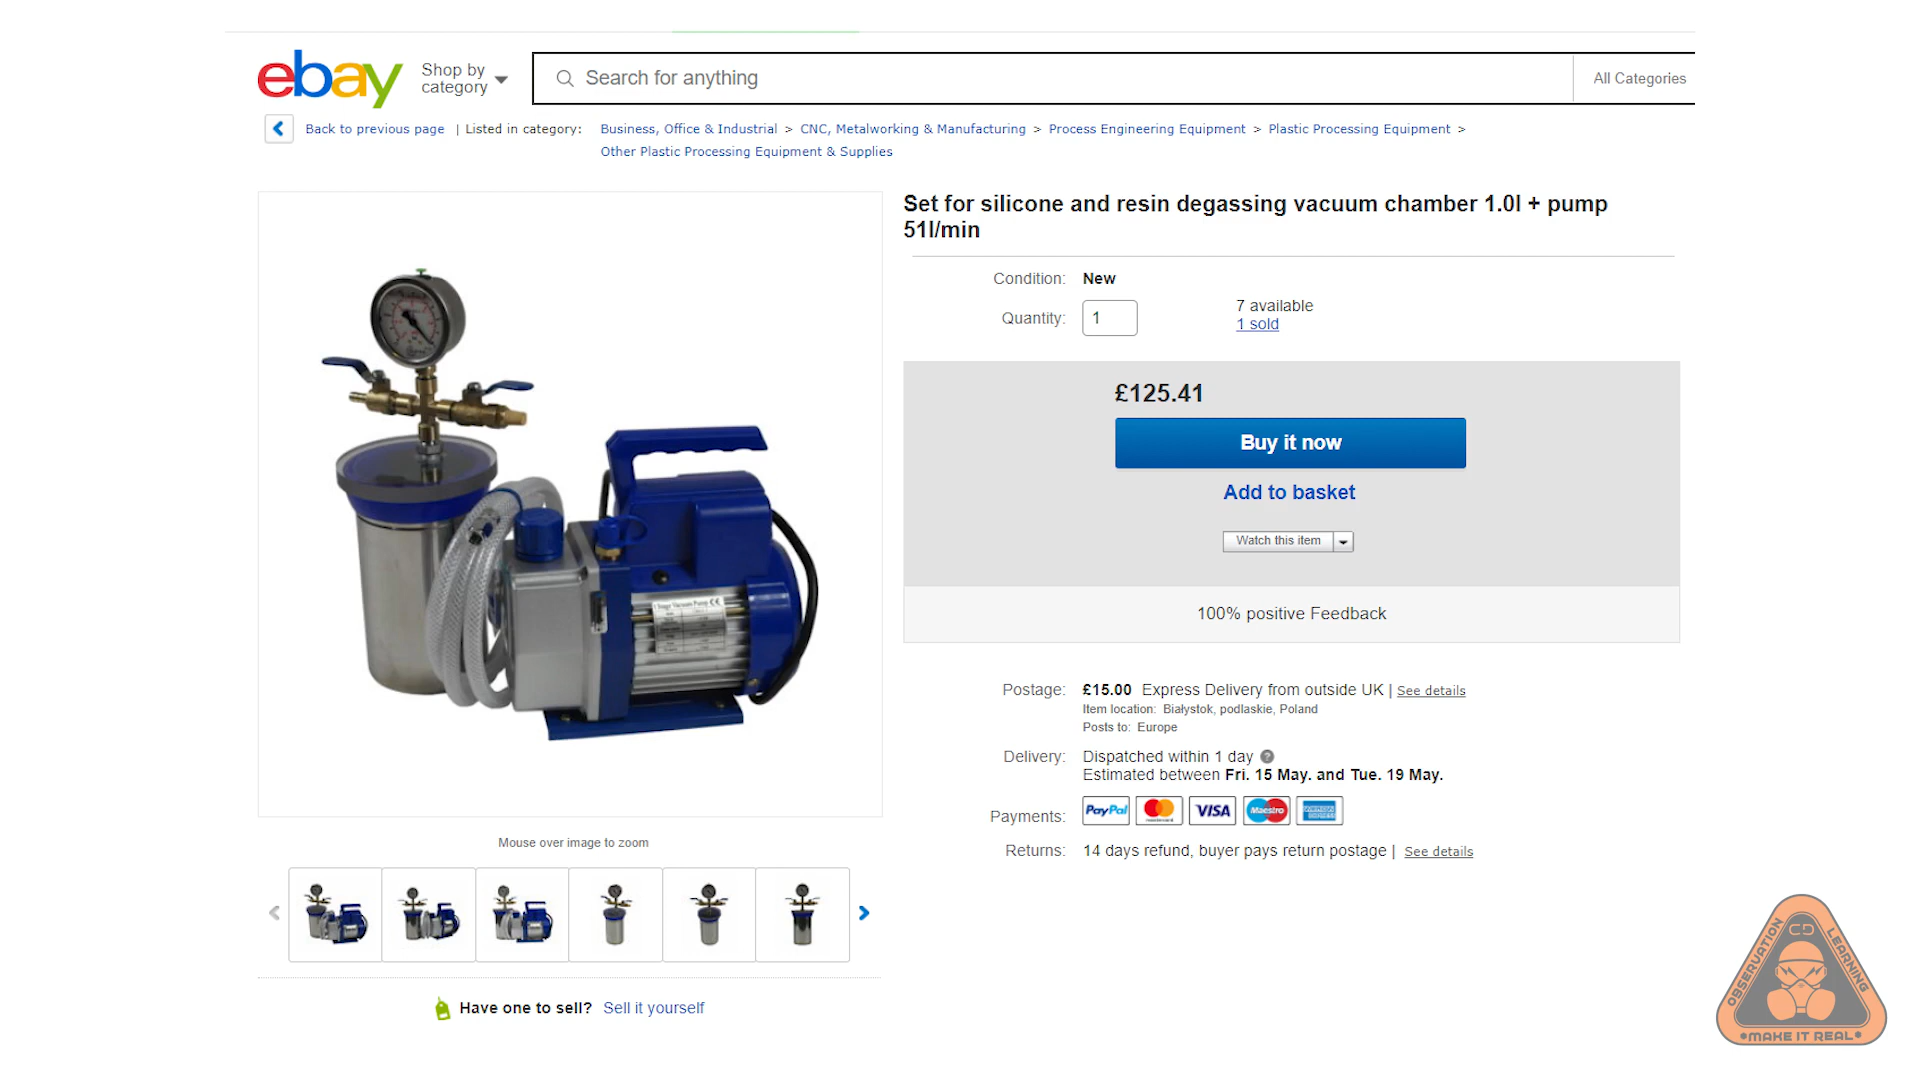 ebay
Shop by
category
Search for anything
All Categories
Back to previous page | Listed in category:
Business, Office & Industrial > CNC, Metalworking & Manufacturing > Process Engineering Equipment > Plastic Processing Equipment >
Other Plastic Processing Equipment & Supplies
Set for silicone and resin degassing vacuum chamber 1.0l + pump
51l/min
Condition: New
Quantity: 1
7 available
1 sold
£125.41
Buy it now
Add to basket
Watch this item
100% positive Feedback
Postage: £15.00 Express Delivery from outside UK | See details
Item location: Białystok, podlaskie, Poland
Posts to: Europe
Delivery: Dispatched within 1 day
Estimated between Fri. 15 May. and Tue. 19 May.
Payments: PayPal VISA Maestro
Returns: 14 days refund, buyer pays return postage | See details
Mouse over image to zoom
Have one to sell? Sell it yourself
OBSERVATION
CD
LEARNING
*MAKE IT REAL*